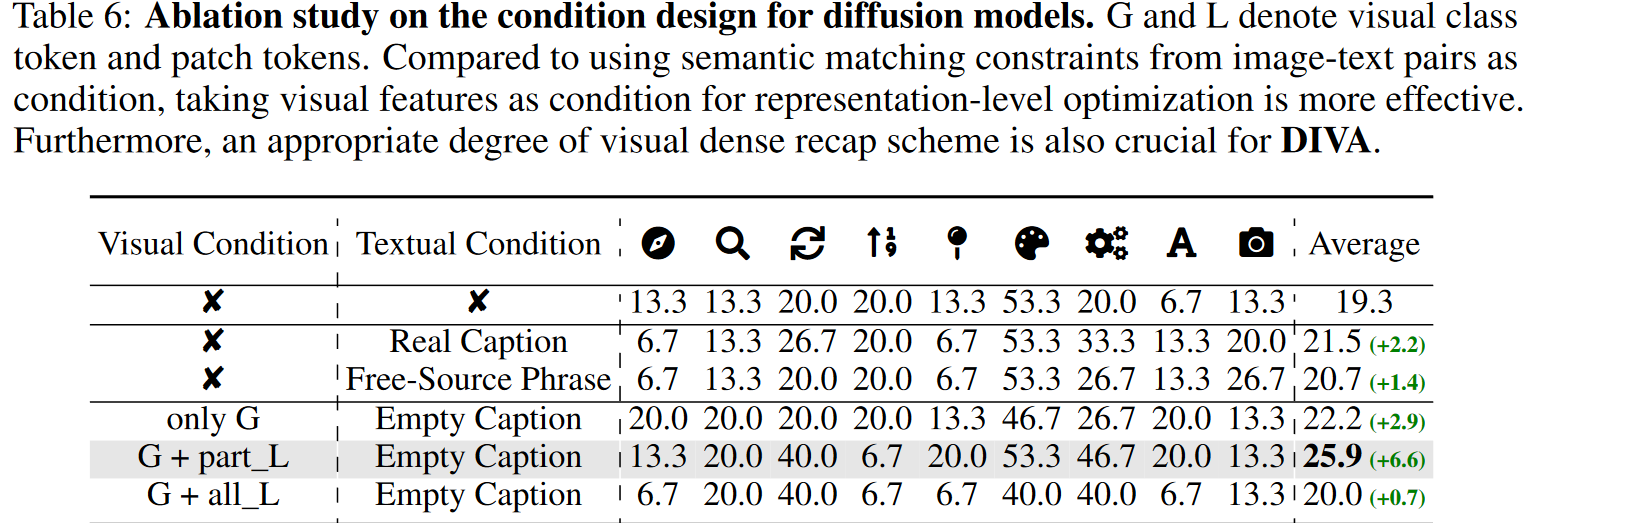 Table 6: Ablation study on the condition design for diffusion models. G and L denote visual class
token and patch tokens. Compared to using semantic matching constraints from image-text pairs as
condition, taking visual features as condition for representation-level optimization is more effective.
Furthermore, an appropriate degree of visual dense recap scheme is also crucial for DIVA.
Visual Condition Textual Condition A Average
✘ ✘ 13.3 13.3 20.0 20.0 13.3 53.3 20.0 6.7 13.3 19.3
✘ Real Caption 6.7 13.3 26.7 20.0 6.7 53.3 33.3 13.3 20.0 21.5 (+2.2)
✘ Free-Source Phrase 6.7 13.3 20.0 20.0 6.7 53.3 26.7 13.3 26.7 20.7 (+1.4)
only G Empty Caption 20.0 20.0 20.0 20.0 13.3 46.7 26.7 20.0 13.3 22.2 (+2.9)
G + part_L Empty Caption 13.3 20.0 40.0 6.7 20.0 53.3 46.7 20.0 13.3 25.9 (+6.6)
G + all_L Empty Caption 6.7 20.0 40.0 6.7 6.7 40.0 40.0 6.7 13.3 20.0 (+0.7)